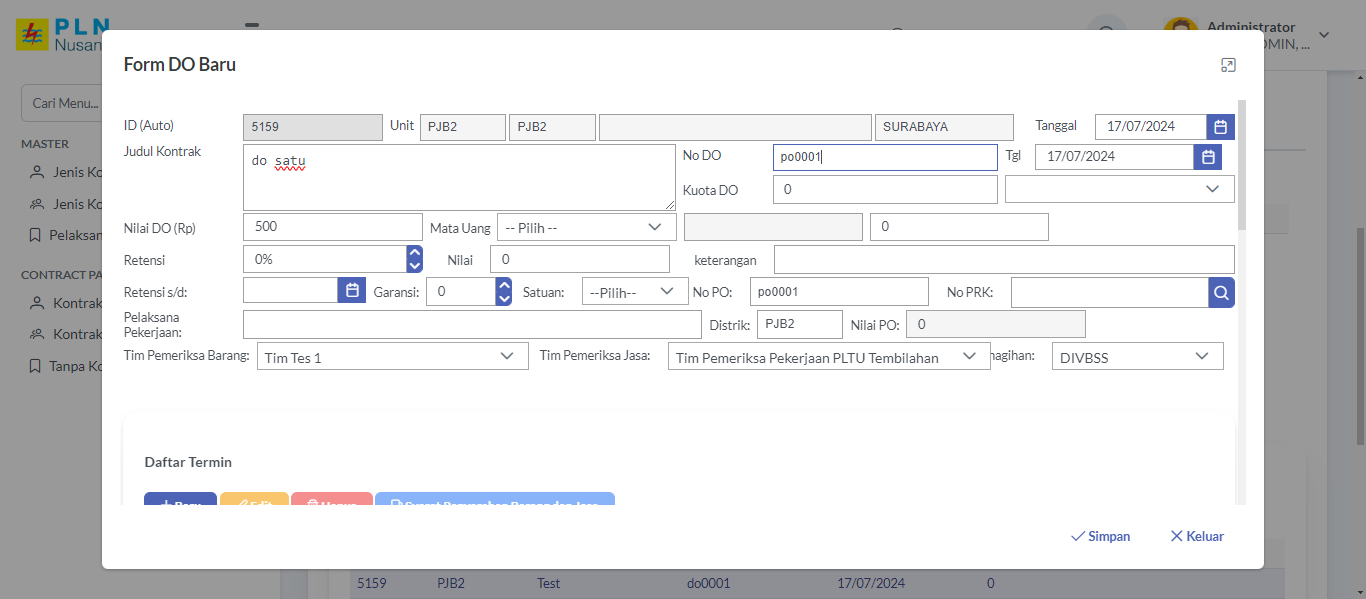 PLN
Nusan
Administrator
DMIN, ...
Form DO Baru
Cari Menu...
ID (Auto) 5159 Unit PJB2 PJB2 SURABAYA Tanggal 17/07/2024
MASTER
Judul Kontrak do satu No DO po0001 Tgl 17/07/2024
Jenis Ko
Kuota DO 0
Jenis Ko
Nilai DO (Rp) 500 Mata Uang -- Pilih -- 0
Pelaksan
Retensi 0% Nilai 0 keterangan
CONTRACT PA
Retensi s/d: Garansi: 0 Satuan: --Pilih-- No PO: po0001 No PRK:
Kontrak
Pelaksana
Pekerjaan: Distrik: PJB2 Nilai PO: 0
Kontrak
Tim Pemeriksa Barang: Tim Tes 1 Tim Pemeriksa Jasa: Tim Pemeriksa Pekerjaan PLTU Tembilahan nagihan: DIVBSS
Tanpa Ko
Daftar Termin
Baru Edit Hapus
Simpan Keluar
5159 PJB2 Test do0001 17/07/2024 0